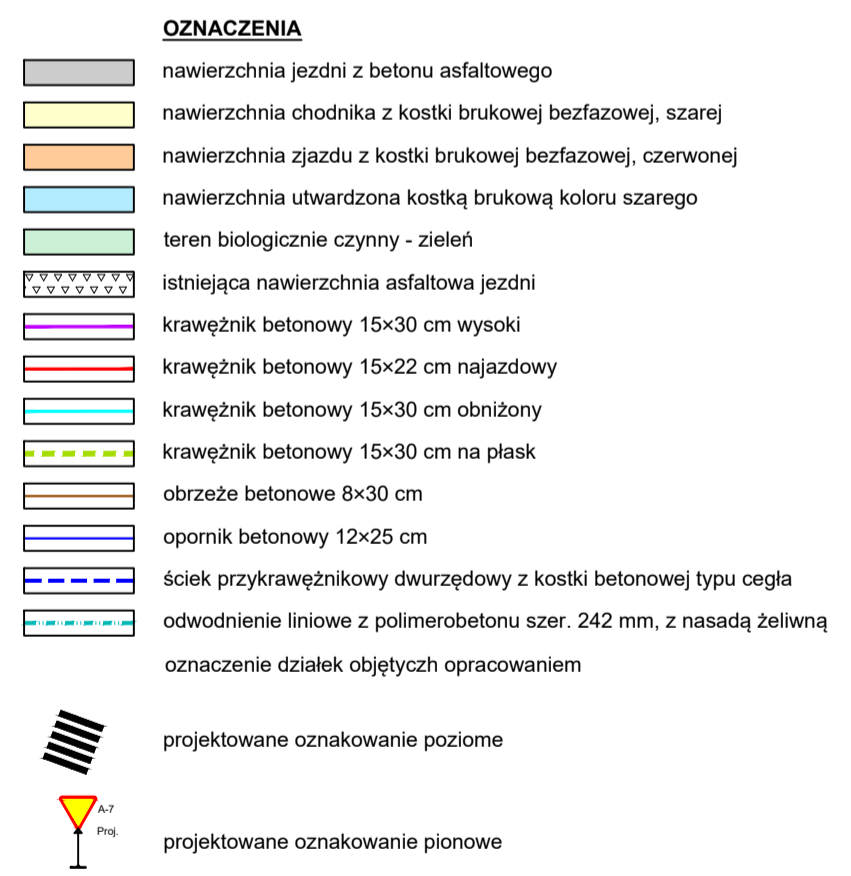 OZNACZENIA
nawierzchnia jezdni z betonu asfaltowego
nawierzchnia chodnika z kostki brukowej bezfazowej, szarej
nawierzchnia zjazdu z kostki brukowej bezfazowej, czerwonej
nawierzchnia utwardzona kostką brukową koloru szarego
teren biologicznie czynny - zieleń
istniejąca nawierzchnia asfaltowa jezdni
krawężnik betonowy 15×30 cm wysoki
krawężnik betonowy 15×22 cm najazdowy
krawężnik betonowy 15×30 cm obniżony
krawężnik betonowy 15×30 cm na płask
obrzeże betonowe 8×30 cm
opornik betonowy 12×25 cm
ściek przykrawężnikowy dwurzędowy z kostki betonowej typu cegła
odwodnienie liniowe z polimerobetonu szer. 242 mm, z nasadą żeliwną
oznaczenie działek objętyczh opracowaniem
projektowane oznakowanie poziome
A-7
Proj.
projektowane oznakowanie pionowe